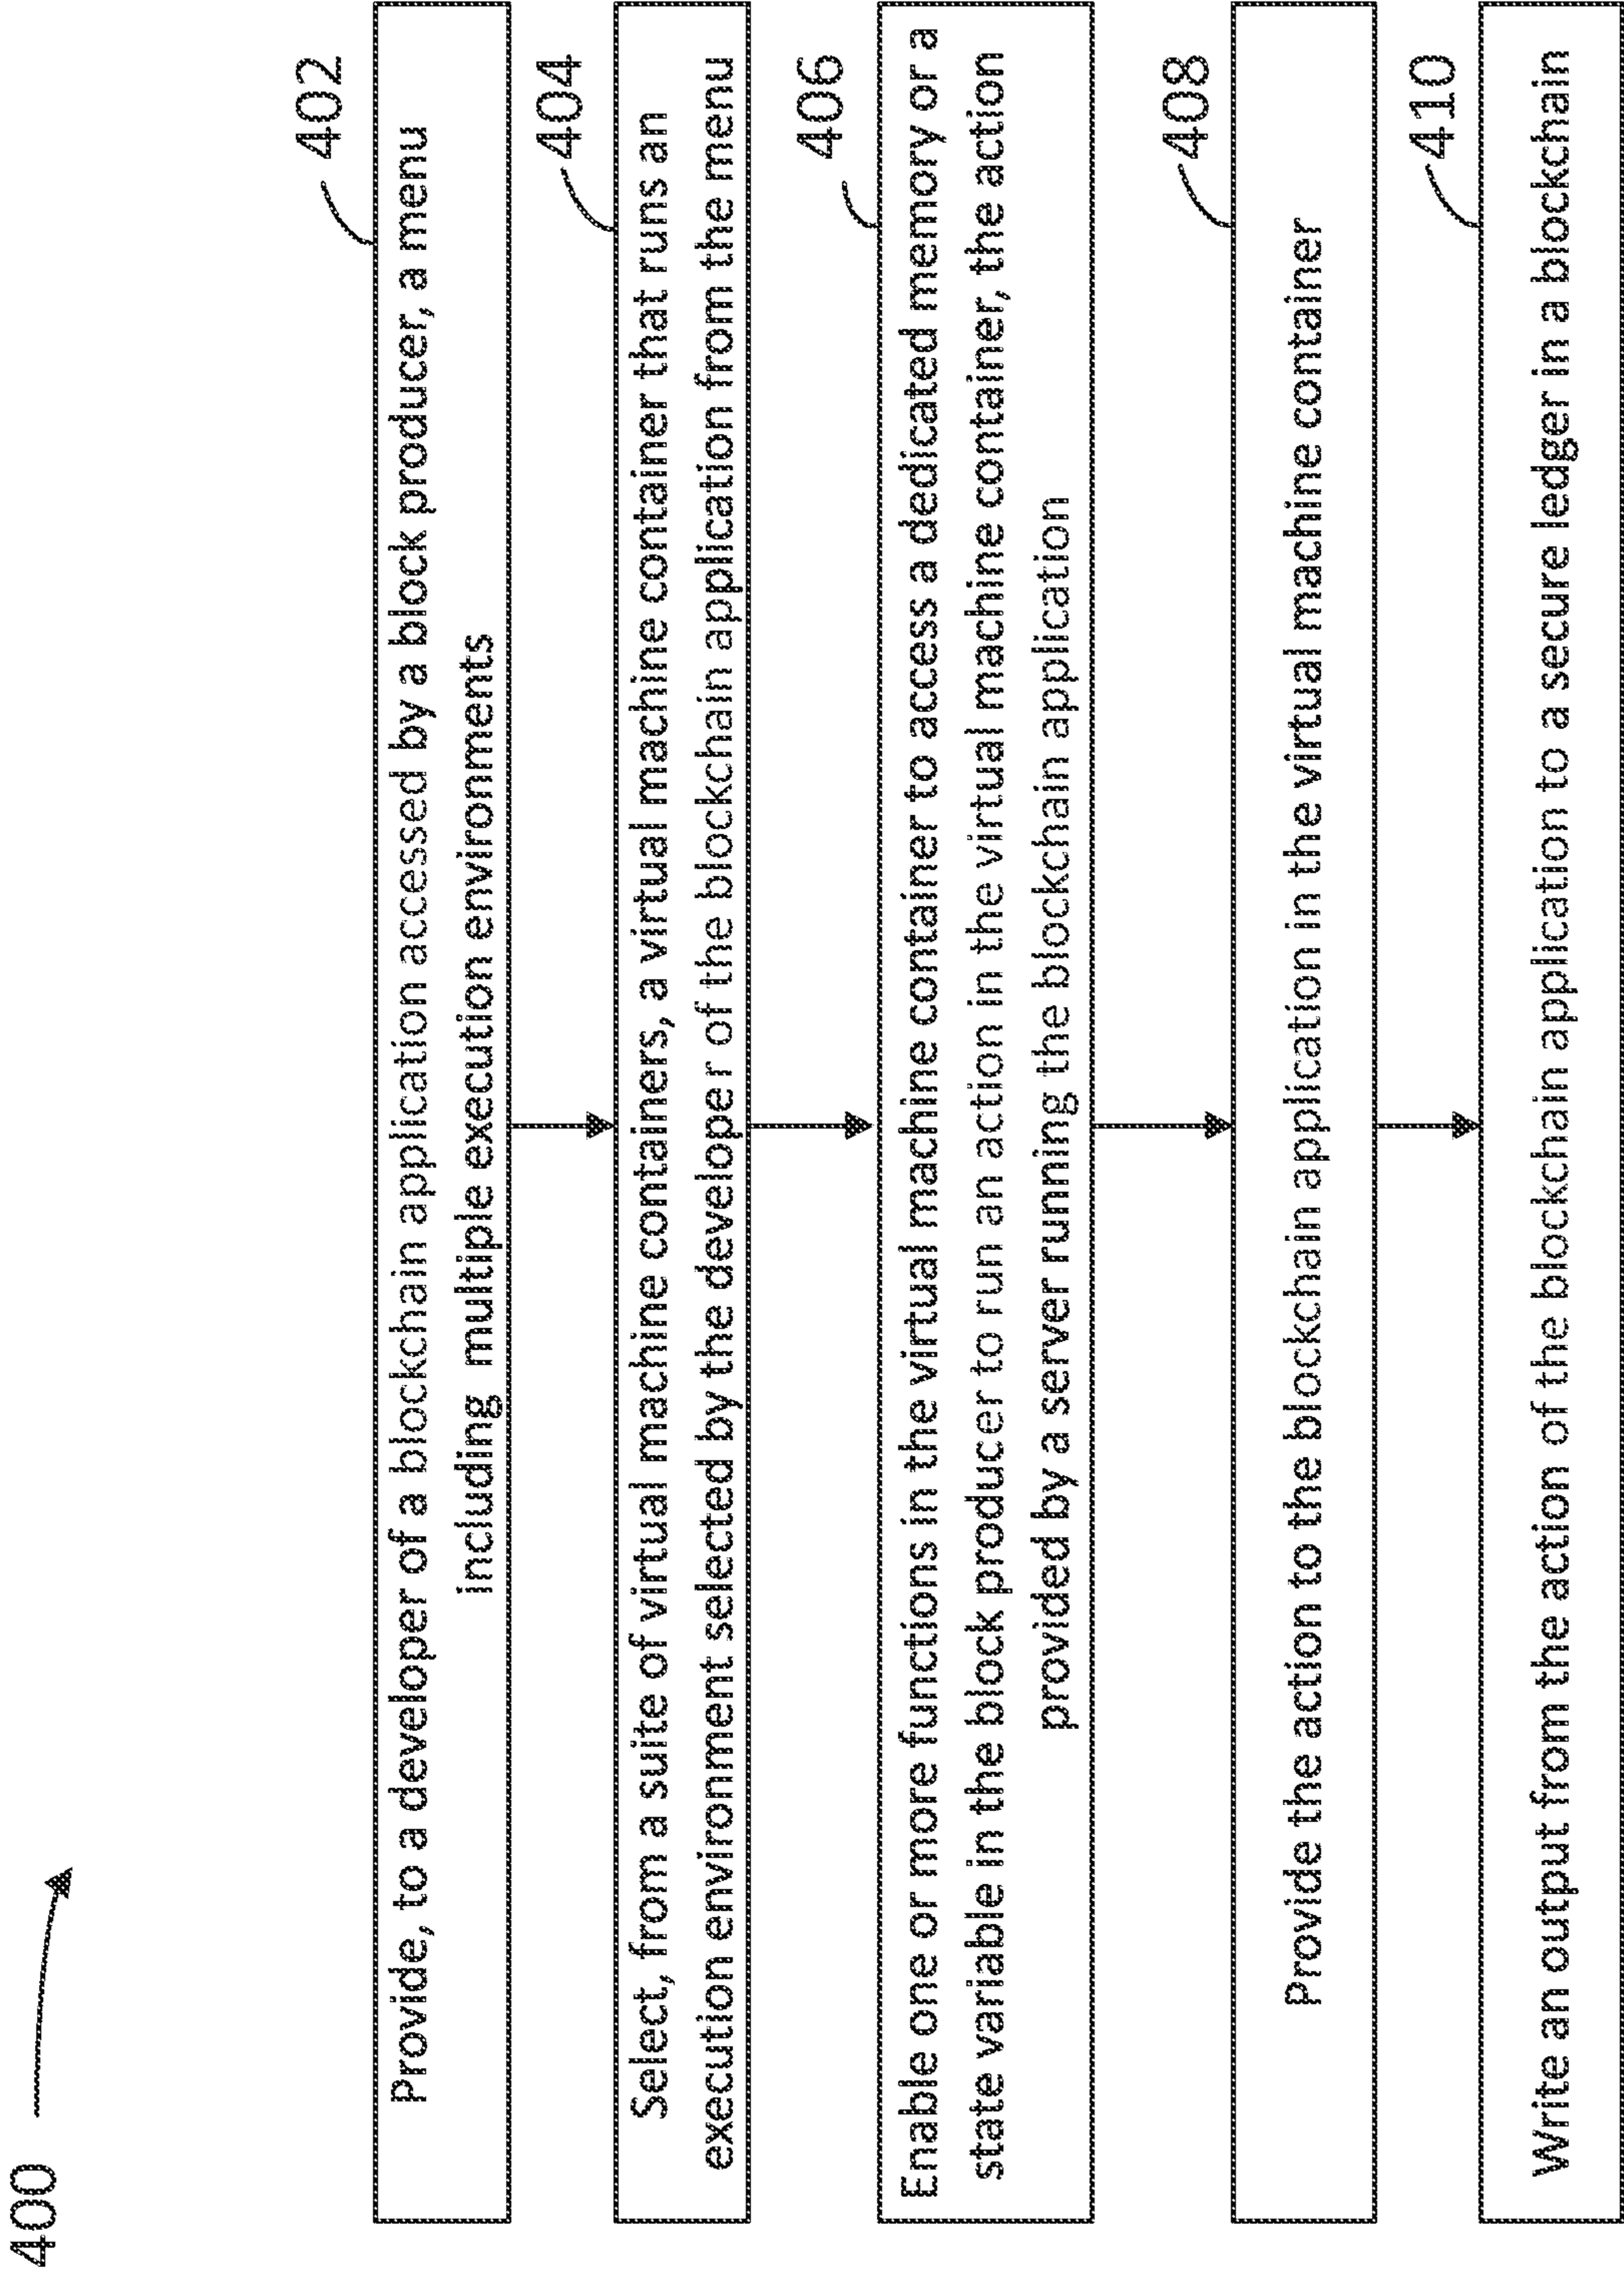 400
402
Provide, to a developer of a blockchain application accessed by a block producer, a menu
including multiple execution environments
404
Select, from a suite of virtual machine containers, a virtual machine container that runs an
execution environment selected by the developer of the blockchain application from the menu
406
Enable one or more functions in the virtual machine container to access a dedicated memory or a
state variable in the block producer to run an action in the virtual machine container, the action
provided by a server running the blockchain application
408
Provide the action to the blockchain application in the virtual machine container
410
Write an output from the action of the blockchain application to a secure ledger in a blockchain